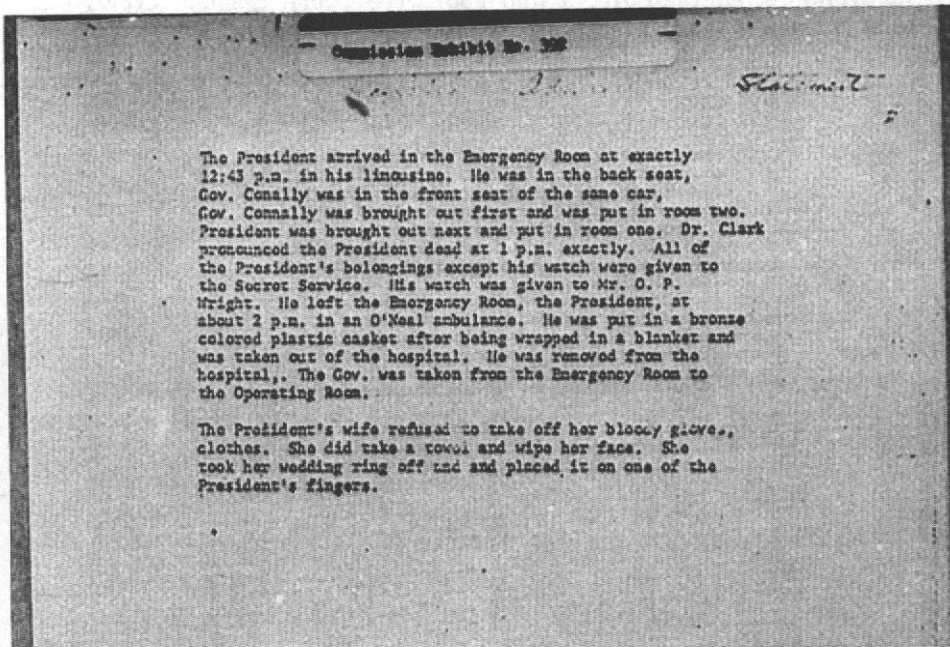 Commission Exhibit No. 392
Statement
The President arrived in the Emergency Room at exactly
12:43 p.m. in his limousine. He was in the back seat,
Gov. Conally was in the front seat of the same car,
Gov. Connally was brought out first and was put in room two.
President was brought out next and put in room one. Dr. Clark
pronounced the President dead at 1 p.m. exactly. All of
the President's belongings except his watch were given to
the Secret Service. His watch was given to Mr. O. P.
Wright. He left the Emergency Room, the President, at
about 2 p.m. in an O'Neal ambulance. He was put in a bronze
colored plastic casket after being wrapped in a blanket and
was taken out of the hospital. He was removed from the
hospital,. The Gov. was taken from the Emergency Room to
the Operating Room.
The President's wife refused to take off her bloody gloves,
clothes. She did take a towel and wipe her face. She
took her wedding ring off and and placed it on one of the
President's fingers.